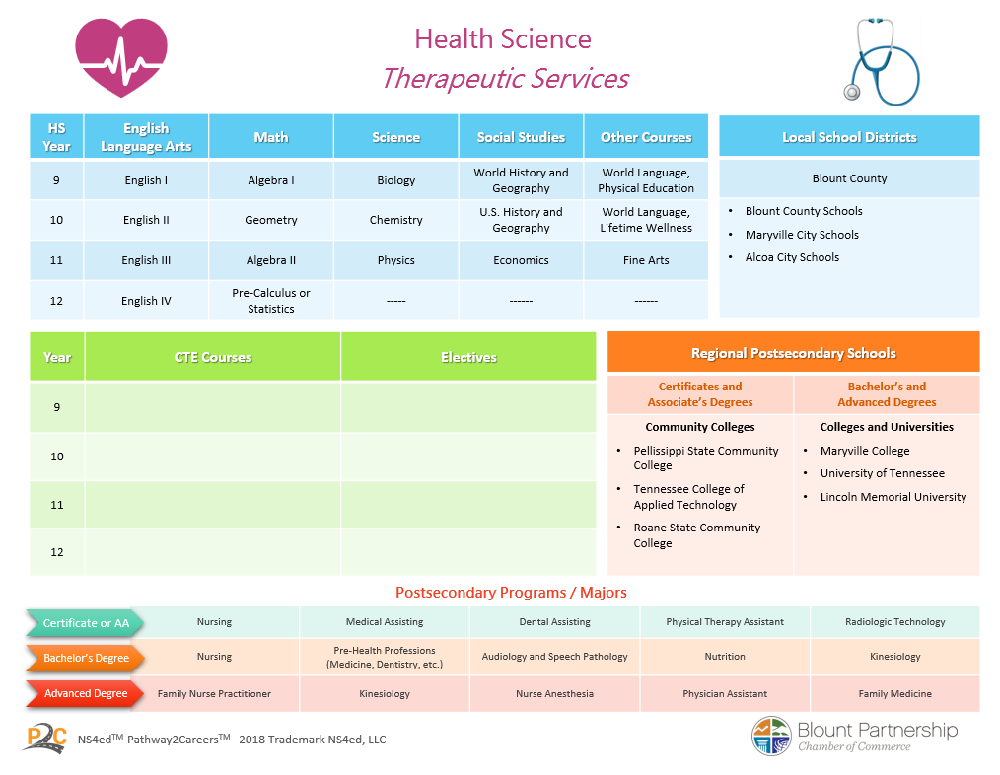 Health Science
Therapeutic Services
HS Year English Language Arts Math Science Social Studies Other Courses
9 English I Algebra I Biology World History and Geography World Language, Physical Education
10 English II Geometry Chemistry U.S. History and Geography World Language, Lifetime Wellness
11 English III Algebra II Physics Economics Fine Arts
12 English IV Pre-Calculus or Statistics ----- ------ ------
Local School Districts
Blount County
• Blount County Schools
• Maryville City Schools
• Alcoa City Schools
Year CTE Courses Electives
9
10
11
12
Regional Postsecondary Schools
Certificates and
Associate's Degrees
Community Colleges
• Pellissippi State Community
College
• Tennessee College of
Applied Technology
• Roane State Community
College
Bachelor's and
Advanced Degrees
Colleges and Universities
• Maryville College
• University of Tennessee
• Lincoln Memorial University
Postsecondary Programs / Majors
Certificate or AA Nursing Medical Assisting Dental Assisting Physical Therapy Assistant Radiologic Technology
Bachelor's Degree Nursing Pre-Health Professions (Medicine, Dentistry, etc.) Audiology and Speech Pathology Nutrition Kinesiology
Advanced Degree Family Nurse Practitioner Kinesiology Nurse Anesthesia Physician Assistant Family Medicine
P2C NS4ed™ Pathway2Careers™ 2018 Trademark NS4ed, LLC
Blount Partnership
Chamber of Commerce